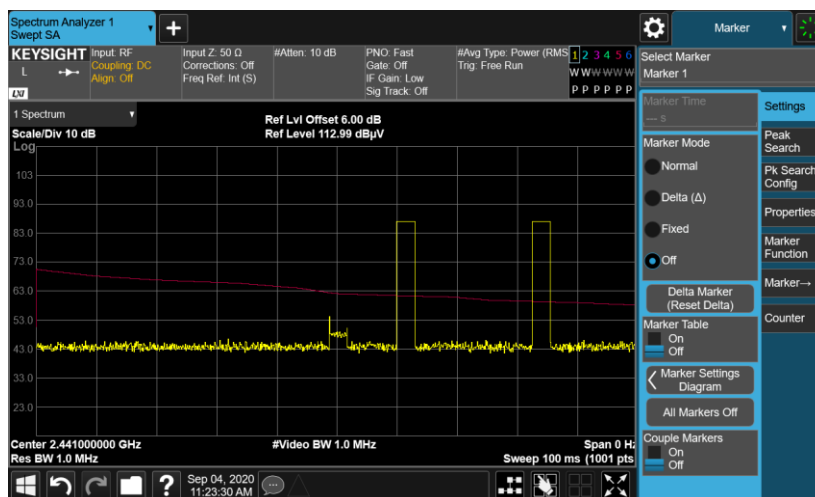 Spectrum Analyzer 1
Swept SA
+
Marker
KEYSIGHT
L
LXI
Input: RF
Coupling: DC
Align: Off
Input Z: 50 Ω
Corrections: Off
Freq Ref: Int (S)
#Atten: 10 dB
PNO: Fast
Gate: Off
IF Gain: Low
Sig Track: Off
#Avg Type: Power (RMS
Trig: Free Run
1 2 3 4 5 6
W W W W W W
P P P P P P
Select Marker
Marker 1
1 Spectrum
Scale/Div 10 dB
Ref Lvl Offset 6.00 dB
Ref Level 112.99 dBµV
Log
103
93.0
83.0
73.0
63.0
53.0
43.0
33.0
23.0
Center 2.441000000 GHz
Res BW 1.0 MHz
#Video BW 1.0 MHz
Span 0 Hz
Sweep 100 ms (1001 pts
Marker Time
--- s
Marker Mode
Normal
Delta (Δ)
Fixed
Off
Delta Marker
(Reset Delta)
Marker Table
On
Off
Marker Settings
Diagram
All Markers Off
Couple Markers
On
Off
Settings
Peak
Search
Pk Search
Config
Properties
Marker
Function
Marker→
Counter
?
Sep 04, 2020
11:23:30 AM